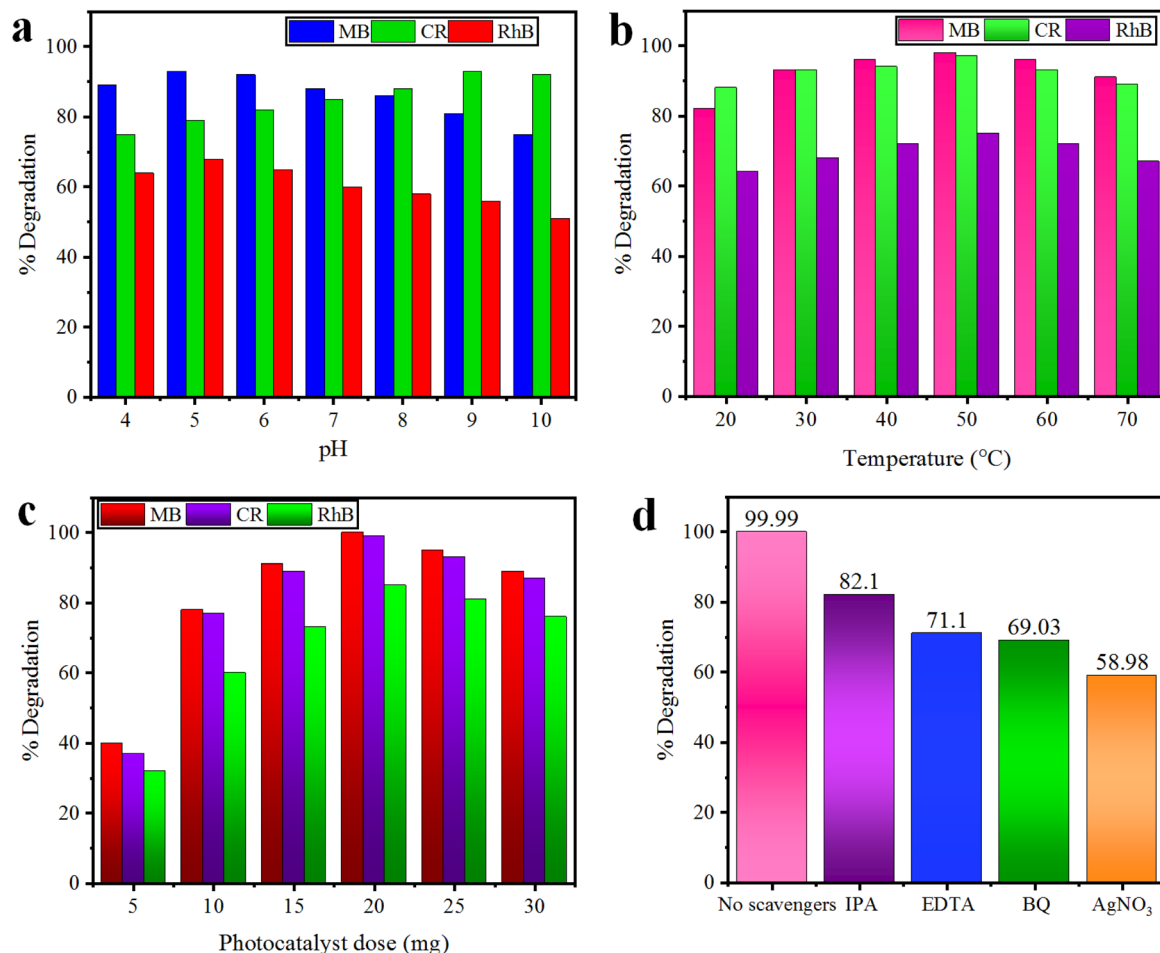 a
MB CR RhB
100
80
60
40
20
0
% Degradation
4 5 6 7 8 9 10
pH
b
MB CR RhB
100
80
60
40
20
0
% Degradation
20 30 40 50 60 70
Temperature (°C)
c
MB CR RhB
100
80
60
40
20
0
% Degradation
5 10 15 20 25 30
Photocatalyst dose (mg)
d
99.99
82.1
71.1
69.03
58.98
100
80
60
40
20
0
% Degradation
No scavengers IPA EDTA BQ AgNO₃